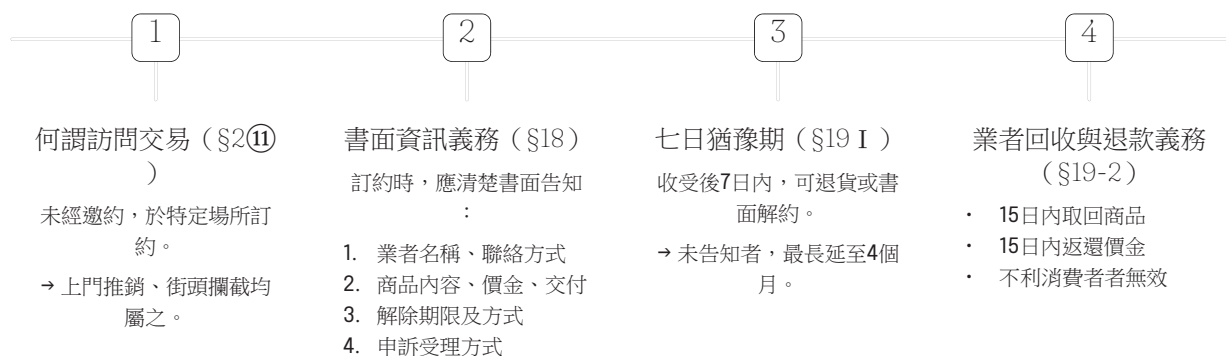 1
何謂訪問交易（§2⑪
）
未經邀約，於特定場所訂
約。
→ 上門推銷、街頭攔截均
屬之。
2
書面資訊義務（§18）
訂約時，應清楚書面告知
：
1. 業者名稱、聯絡方式
2. 商品內容、價金、交付
3. 解除期限及方式
4. 申訴受理方式
3
七日猶豫期（§19Ⅰ）
收受後7日內，可退貨或書
面解約。
→ 未告知者，最長延至4個
月。
4
業者回收與退款義務
（§19-2）
· 15日內取回商品
· 15日內返還價金
· 不利消費者者無效